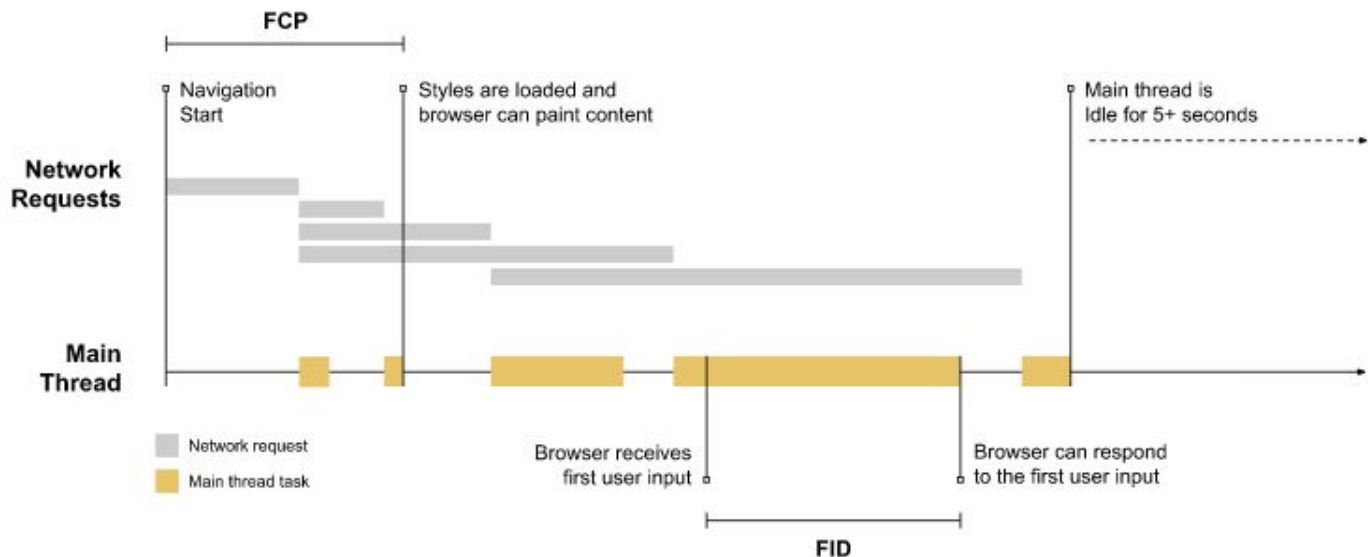 FCP
Navigation
Start
Styles are loaded and
browser can paint content
Main thread is
Idle for 5+ seconds
Network
Requests
Main
Thread
Network request
Main thread task
Browser receives
first user input
Browser can respond
to the first user input
FID